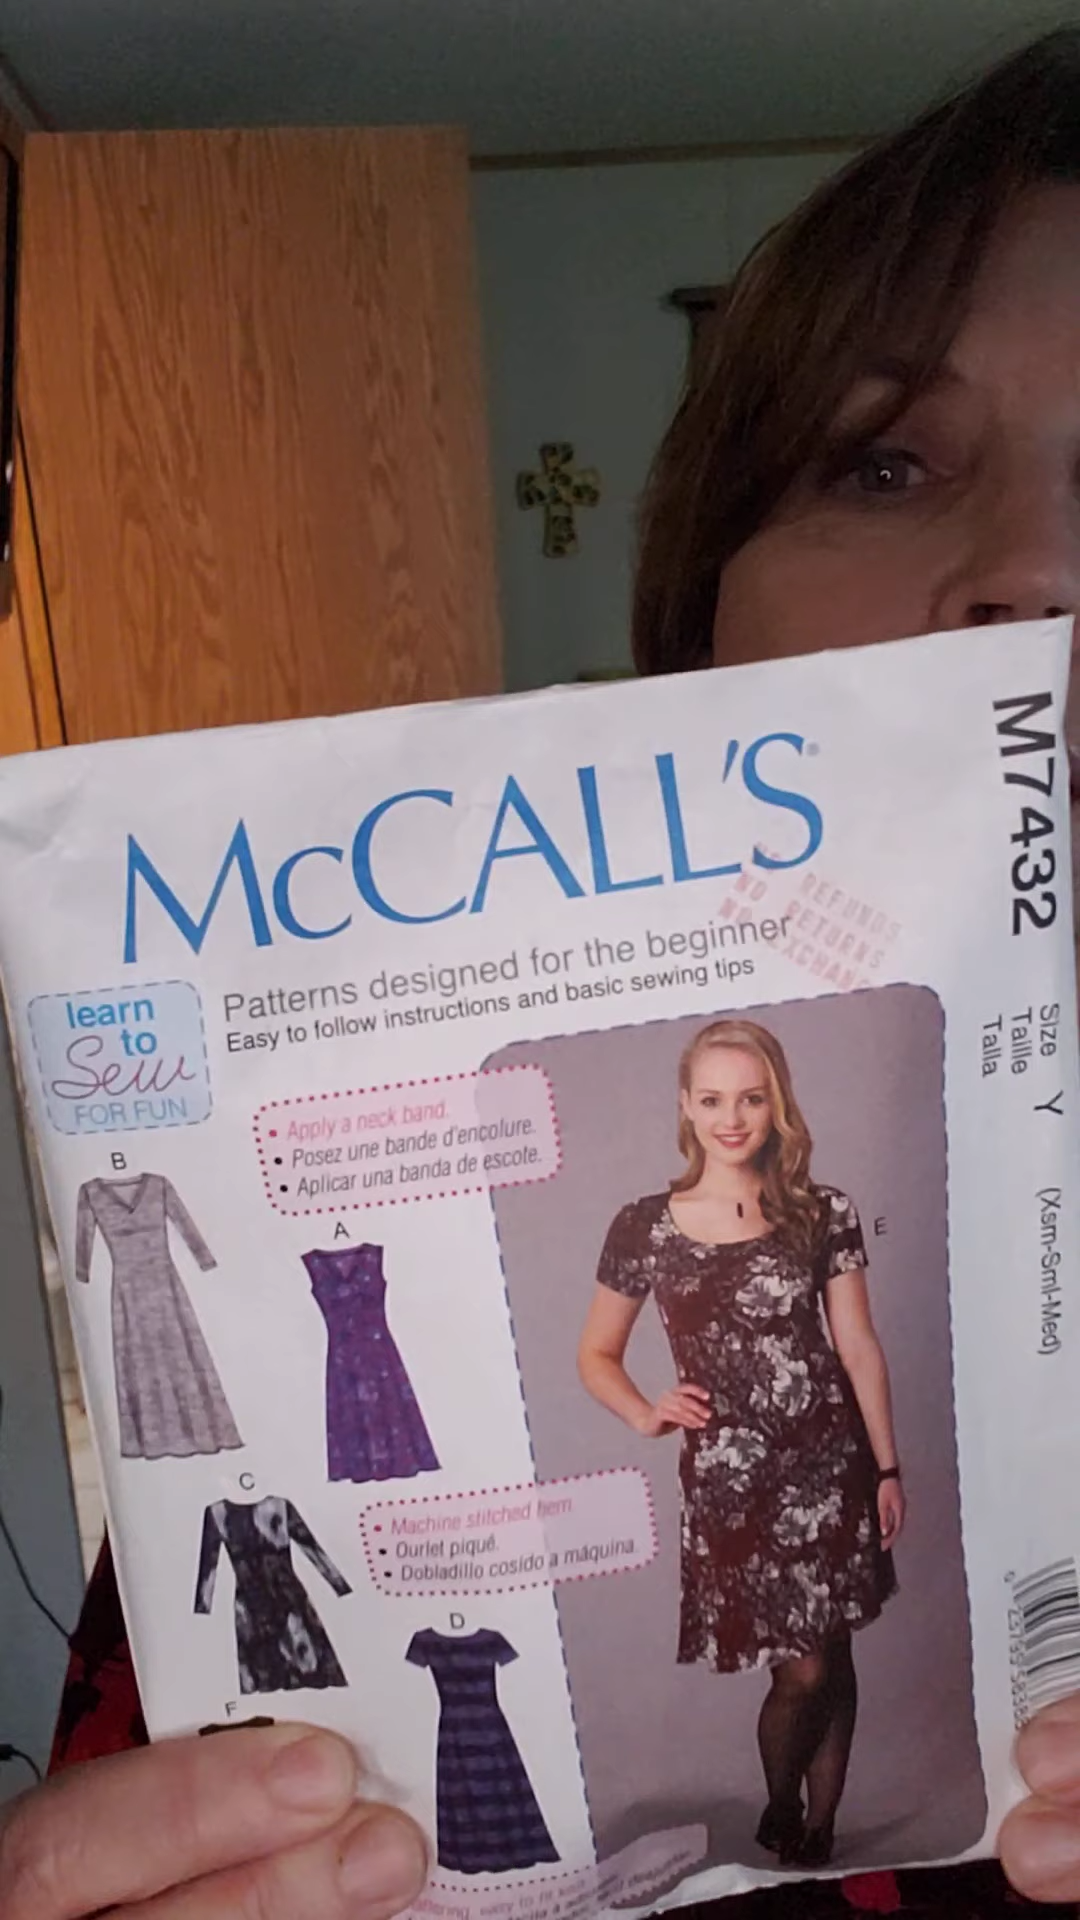 McCALL'S®
REFUNDS
NO RETURNS
NO EXCHANG
M7432
Size
Taille
Talla
Y
(Xsm-Sml-Med)
Patterns designed for the beginner
Easy to follow instructions and basic sewing tips
learn
to
Sew
FOR FUN
• Apply a neck band.
• Posez une bande d'encolure.
• Aplicar una banda de escote.
B
A
E
C
• Machine stitched hem.
• Ourlet piqué.
• Dobladillo cosido a máquina.
D
F